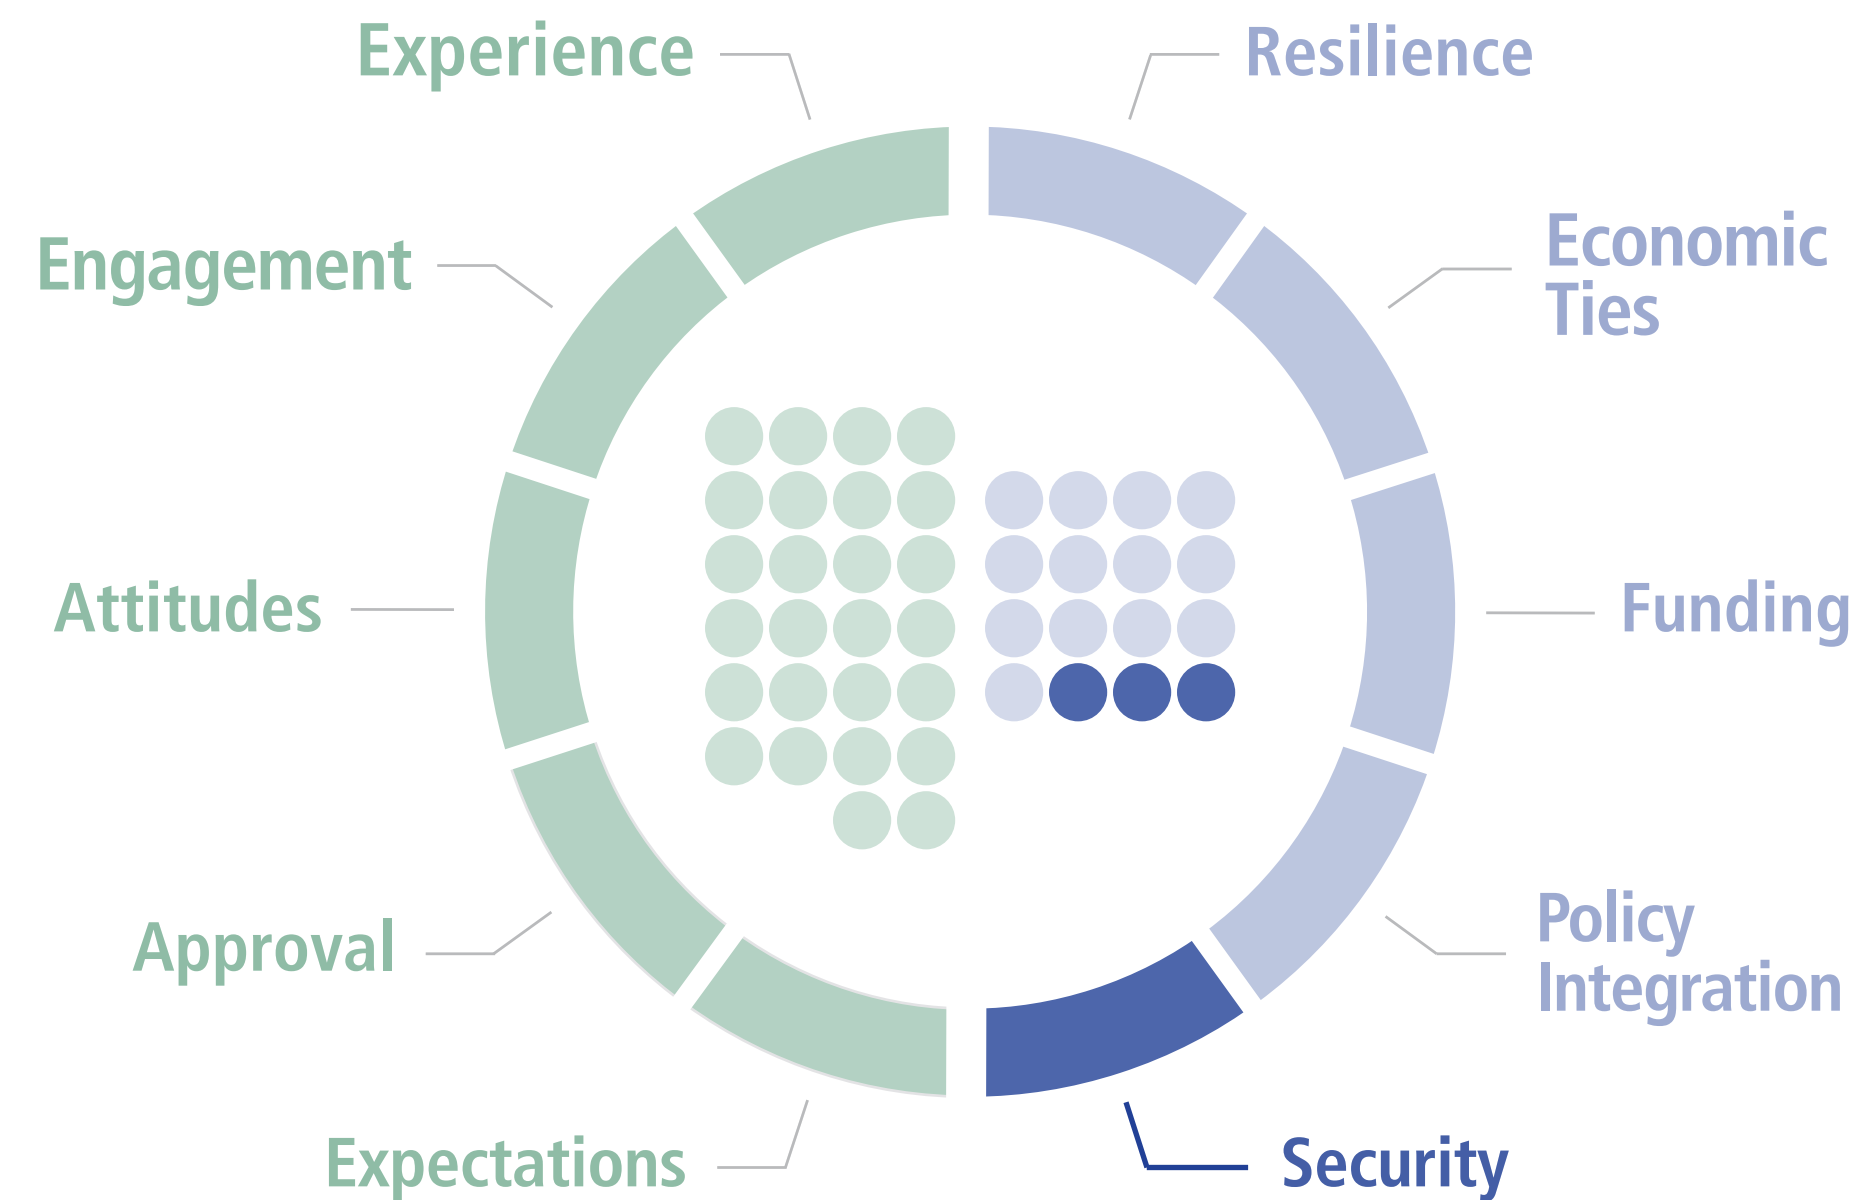 Experience
Resilience
Engagement
Economic
Ties
Attitudes
Funding
Approval
Policy
Integration
Expectations
Security